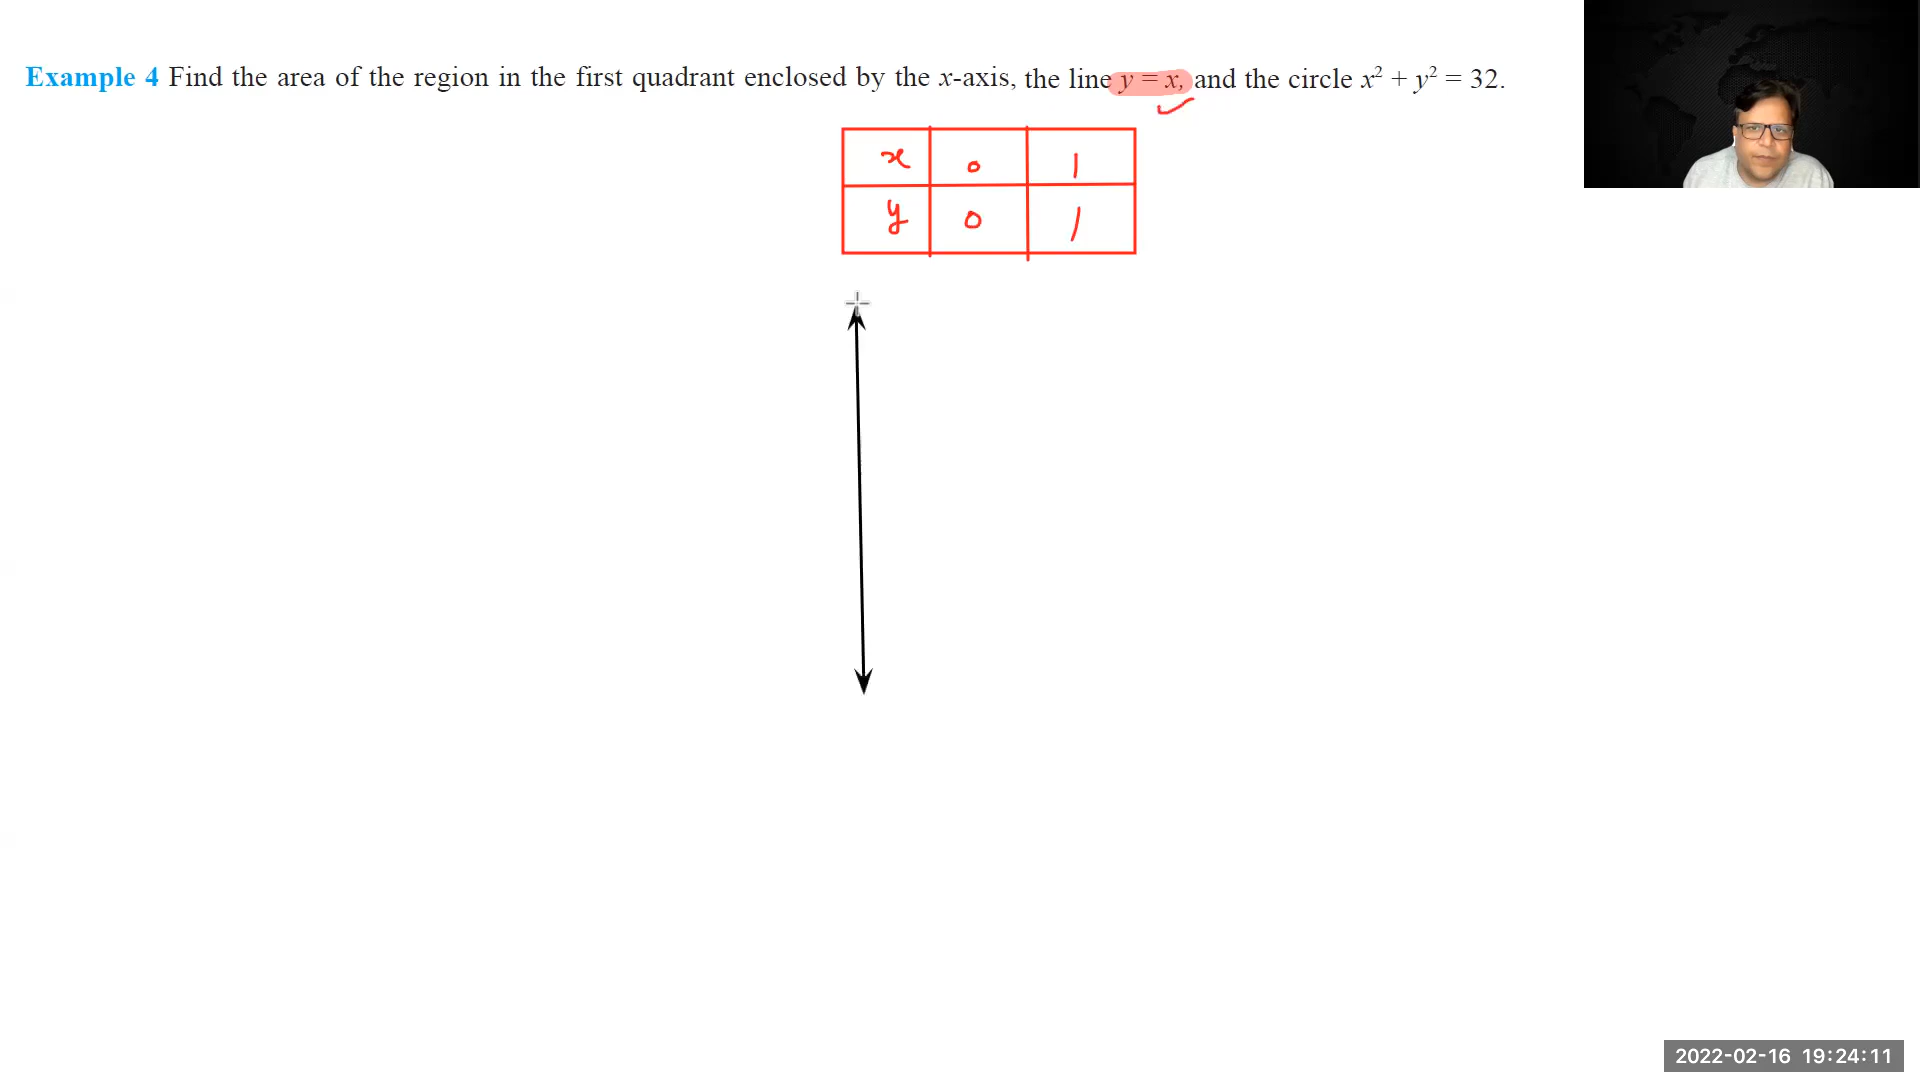 Example 4 Find the area of the region in the first quadrant enclosed by the x-axis, the line y = x, and the circle x² + y² = 32.
x 0 1
y 0 1
2022-02-16 19:24:11